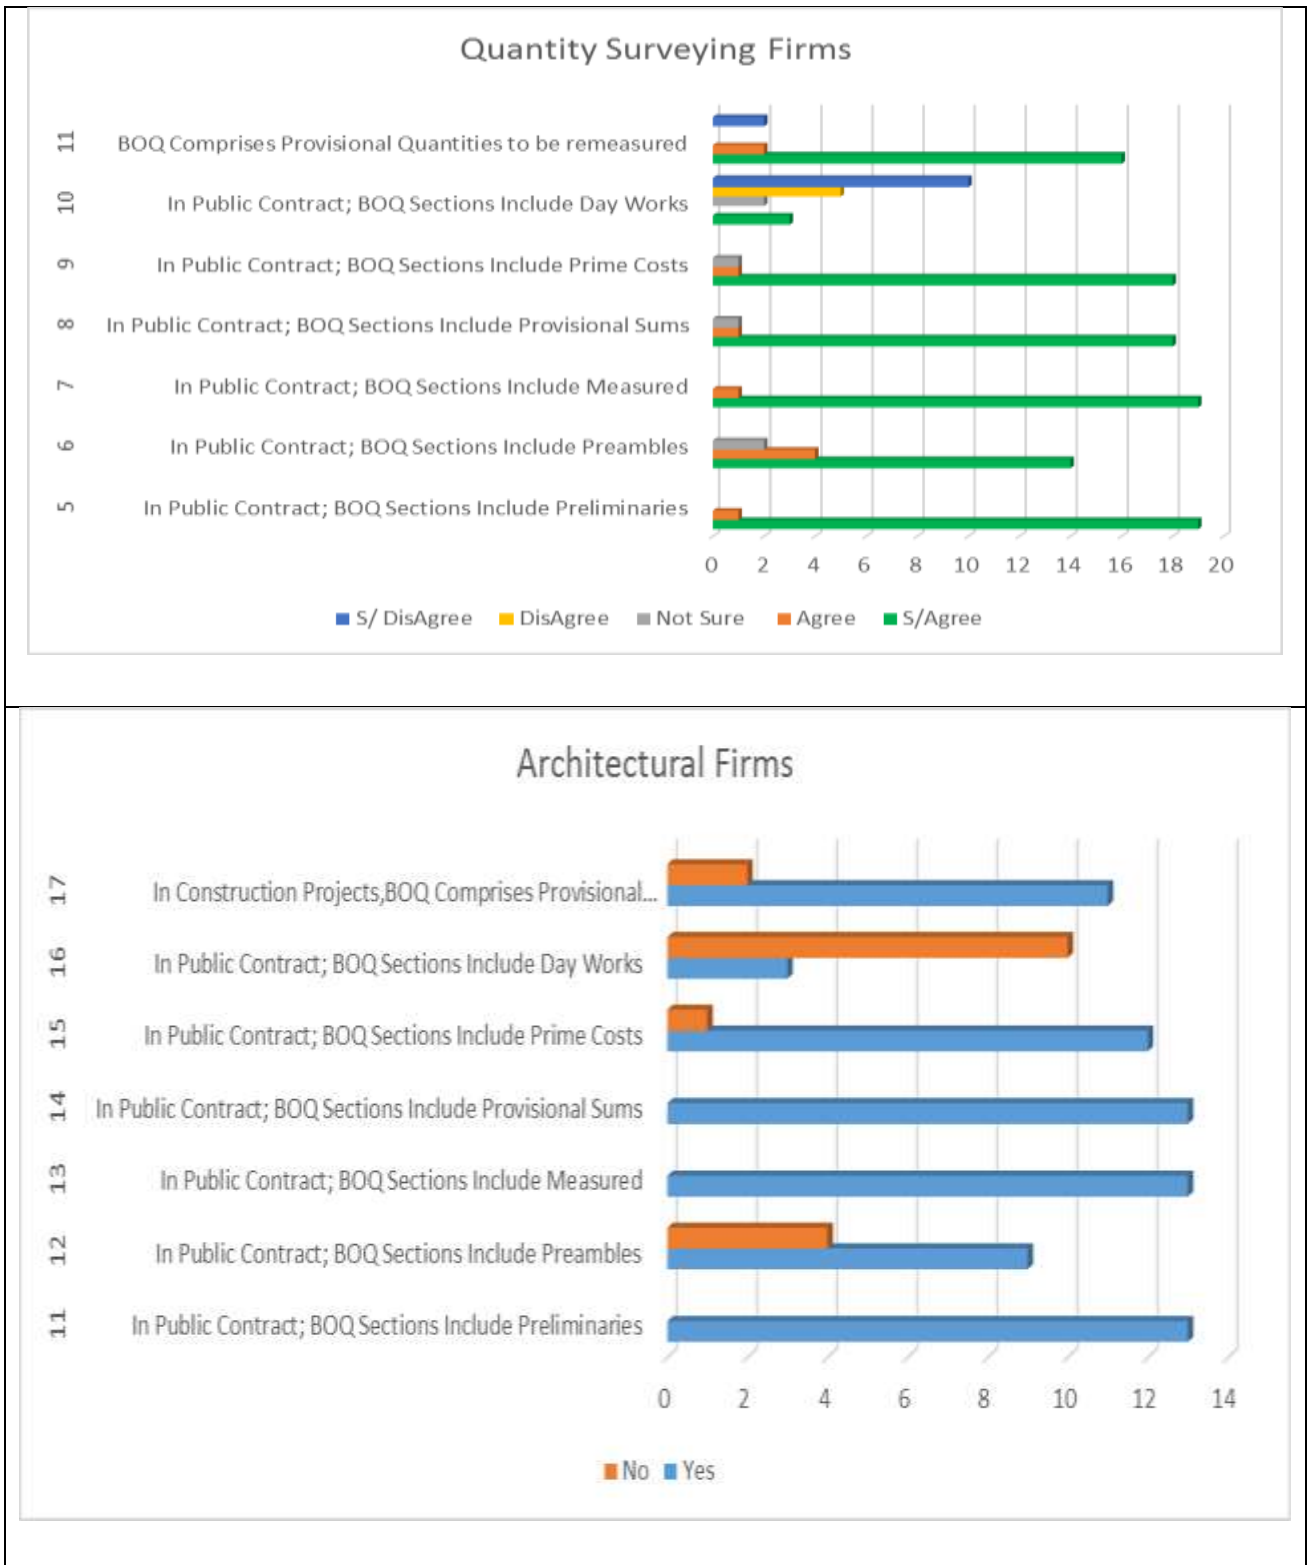 Quantity Surveying Firms
11 BOQ Comprises Provisional Quantities to be remeasured
10 In Public Contract; BOQ Sections Include Day Works
9 In Public Contract; BOQ Sections Include Prime Costs
8 In Public Contract; BOQ Sections Include Provisional Sums
7 In Public Contract; BOQ Sections Include Measured
6 In Public Contract; BOQ Sections Include Preambles
5 In Public Contract; BOQ Sections Include Preliminaries
0 2 4 6 8 10 12 14 16 18 20
S/ DisAgree DisAgree Not Sure Agree S/Agree
Architectural Firms
17 In Construction Projects,BOQ Comprises Provisional...
16 In Public Contract; BOQ Sections Include Day Works
15 In Public Contract; BOQ Sections Include Prime Costs
14 In Public Contract; BOQ Sections Include Provisional Sums
13 In Public Contract; BOQ Sections Include Measured
12 In Public Contract; BOQ Sections Include Preambles
11 In Public Contract; BOQ Sections Include Preliminaries
0 2 4 6 8 10 12 14
No Yes